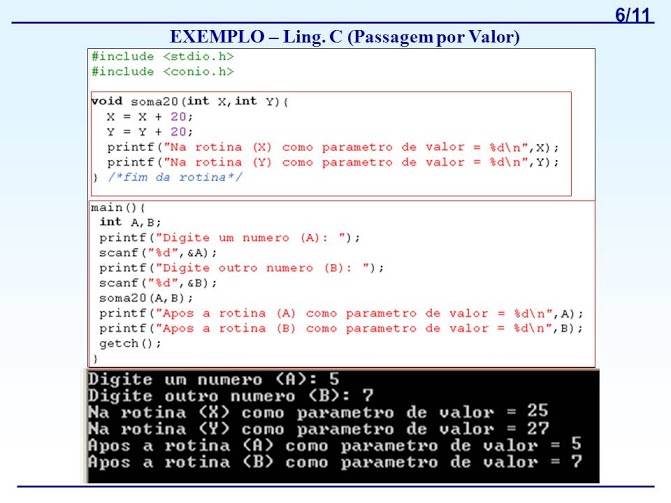 6/11
EXEMPLO – Ling. C (Passagem por Valor)
#include <stdio.h>
#include <conio.h>
void soma20(int X,int Y){
X = X + 20;
Y = Y + 20;
printf("Na rotina (X) como parametro de valor = %d\n",X);
printf("Na rotina (Y) como parametro de valor = %d\n",Y);
} /*fim da rotina*/
main(){
int A,B;
printf("Digite um numero (A): ");
scanf("%d",&A);
printf("Digite outro numero (B): ");
scanf("%d",&B);
soma20(A,B);
printf("Apos a rotina (A) como parametro de valor = %d\n",A);
printf("Apos a rotina (B) como parametro de valor = %d\n",B);
getch();
}
Digite um numero (A): 5
Digite outro numero (B): 7
Na rotina (X) como parametro de valor = 25
Na rotina (Y) como parametro de valor = 27
Apos a rotina (A) como parametro de valor = 5
Apos a rotina (B) como parametro de valor = 7